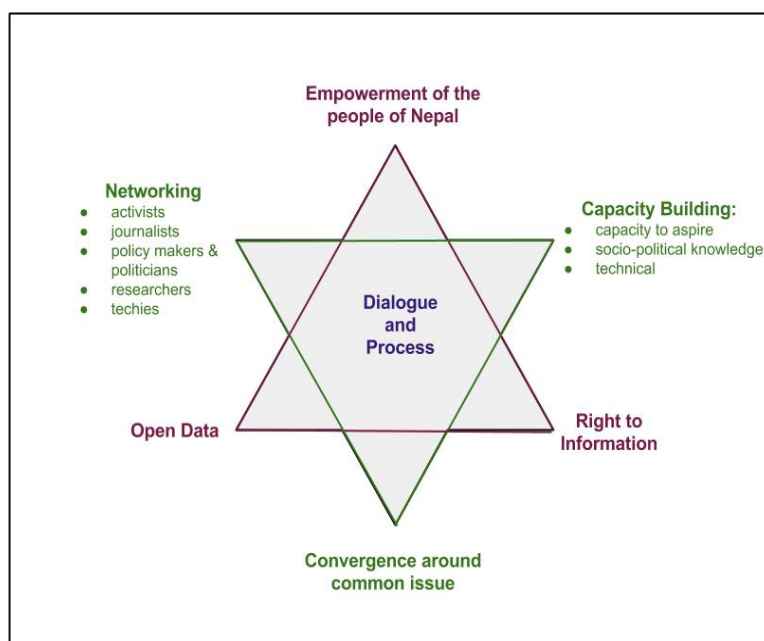 Empowerment of the
people of Nepal
Networking
● activists
● journalists
● policy makers &
politicians
● researchers
● techies
Capacity Building:
● capacity to aspire
● socio-political knowledge
● technical
Dialogue
and
Process
Open Data
Right to
Information
Convergence around
common issue